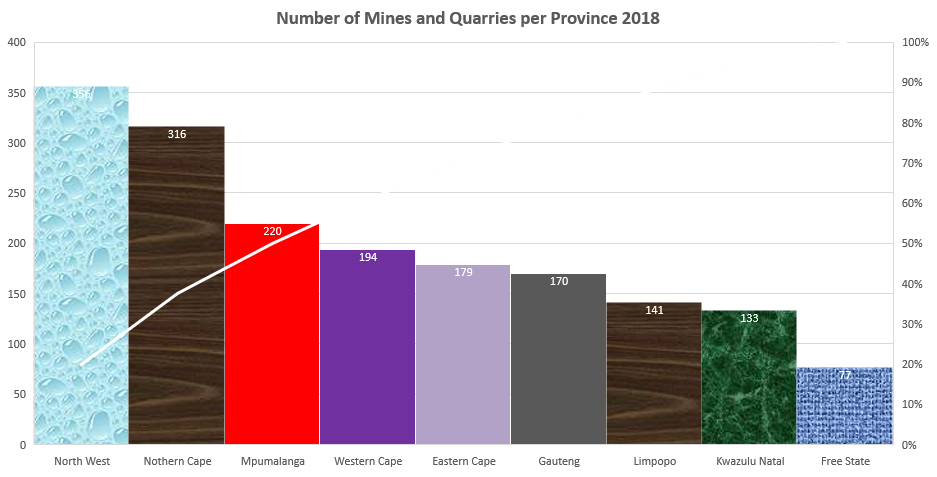 Number of Mines and Quarries per Province 2018
400
350
300
250
200
150
100
50
0
356
316
220
194
179
170
141
133
77
100%
90%
80%
70%
60%
50%
40%
30%
20%
10%
0%
North West
Nothern Cape
Mpumalanga
Western Cape
Eastern Cape
Gauteng
Limpopo
Kwazulu Natal
Free State